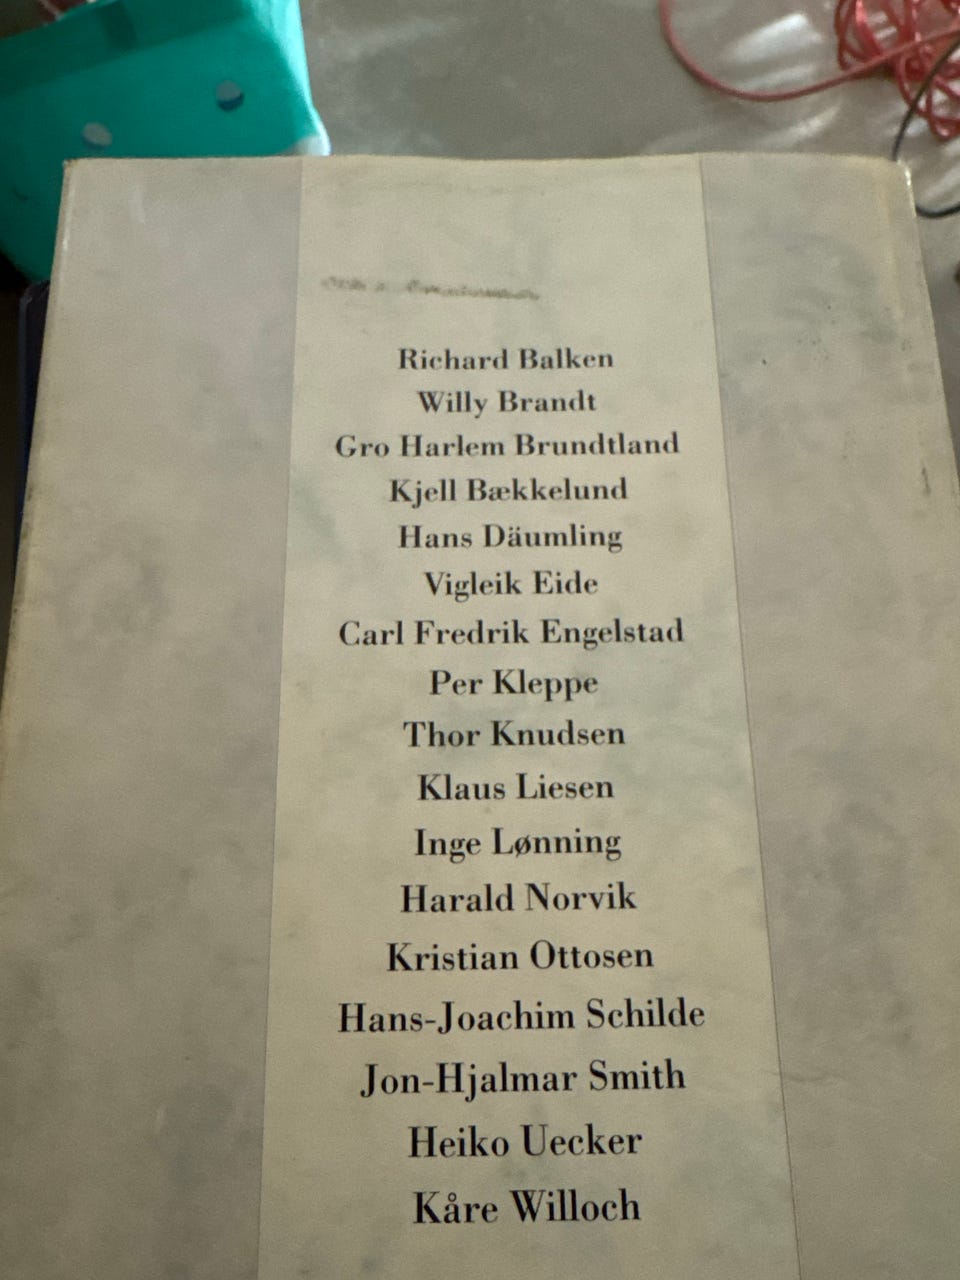 Richard Balken
Willy Brandt
Gro Harlem Brundtland
Kjell Bækkelund
Hans Däumling
Vigleik Eide
Carl Fredrik Engelstad
Per Kleppe
Thor Knudsen
Klaus Liesen
Inge Lønning
Harald Norvik
Kristian Ottosen
Hans-Joachim Schilde
Jon-Hjalmar Smith
Heiko Uecker
Kåre Willoch